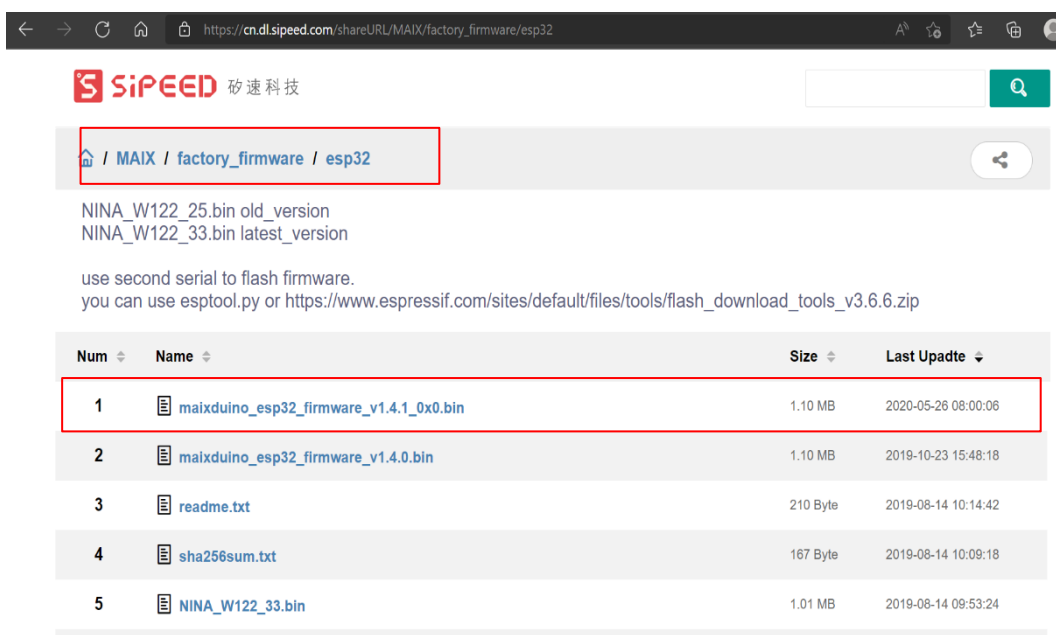 https://cn.dl.sipeed.com/shareURL/MAIX/factory_firmware/esp32
SiPEED 矽速科技
/ MAIX / factory_firmware / esp32
NINA_W122_25.bin old_version
NINA_W122_33.bin latest_version
use second serial to flash firmware.
you can use esptool.py or https://www.espressif.com/sites/default/files/tools/flash_download_tools_v3.6.6.zip
Num Name Size Last Upadte
1 maixduino_esp32_firmware_v1.4.1_0x0.bin 1.10 MB 2020-05-26 08:00:06
2 maixduino_esp32_firmware_v1.4.0.bin 1.10 MB 2019-10-23 15:48:18
3 readme.txt 210 Byte 2019-08-14 10:14:42
4 sha256sum.txt 167 Byte 2019-08-14 10:09:18
5 NINA_W122_33.bin 1.01 MB 2019-08-14 09:53:24